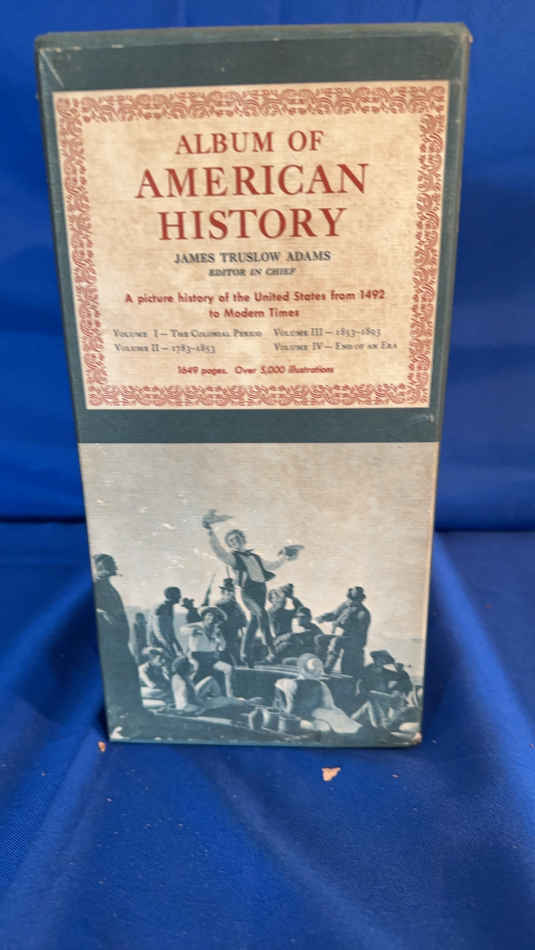 ALBUM OF
AMERICAN
HISTORY
JAMES TRUSLOW ADAMS
EDITOR IN CHIEF
A picture history of the United States from 1492
to Modern Times
VOLUME I — THE COLONIAL PERIOD VOLUME III — 1853–1893
VOLUME II — 1783–1853 VOLUME IV — END OF AN ERA
1649 pages. Over 5,000 illustrations